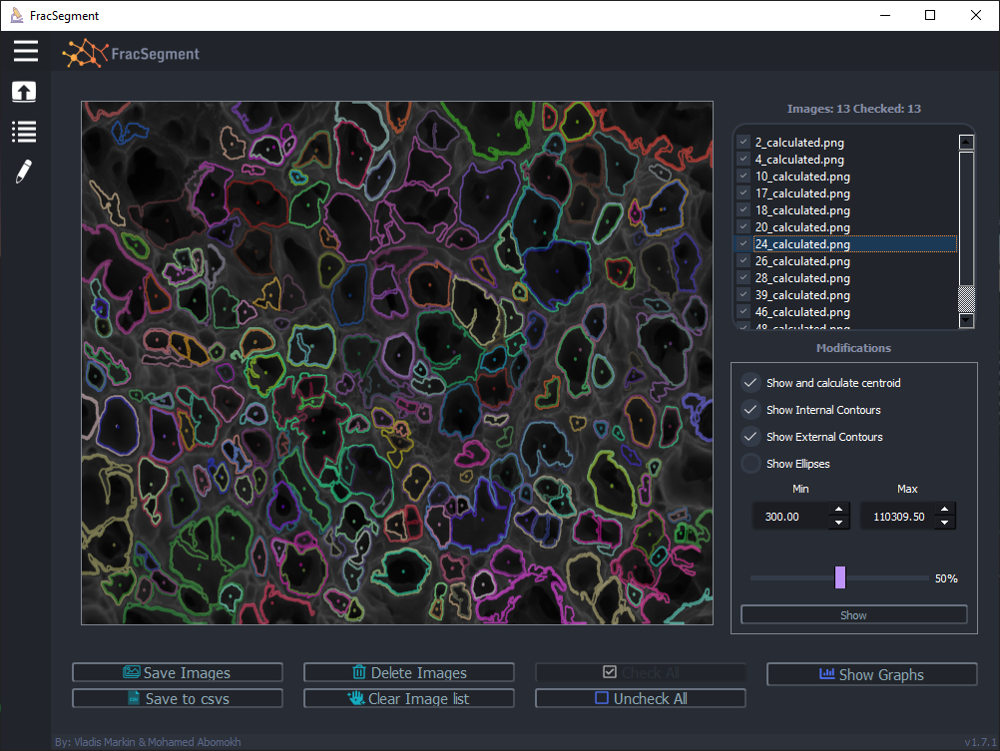 FracSegment
FracSegment
Images: 13 Checked: 13
2_calculated.png
4_calculated.png
10_calculated.png
17_calculated.png
18_calculated.png
20_calculated.png
24_calculated.png
26_calculated.png
28_calculated.png
39_calculated.png
46_calculated.png
48_calculated.png
Modifications
Show and calculate centroid
Show Internal Contours
Show External Contours
Show Ellipses
Min Max
300.00 110309.50
50%
Show
Save Images Delete Images Check All Show Graphs
Save to csvs Clear Image list Uncheck All
By: Vladis Markin & Mohamed Abomokh v1.7.1